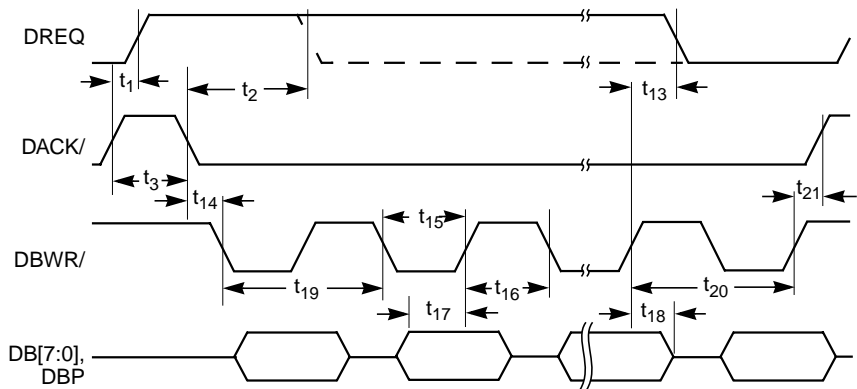 DREQ
t1
t2
t13
DACK/
t3
t14
t21
t15
DBWR/
t19
t16
t20
t17
t18
DB[7:0],
DBP